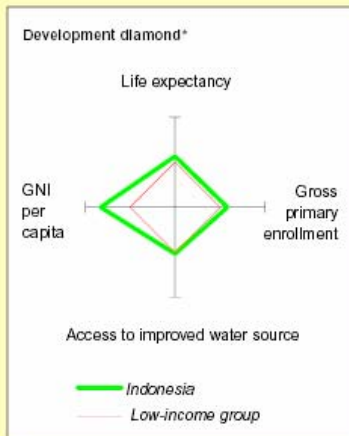 Development diamond*
Life expectancy
GNI
per
capita
Gross
primary
enrollment
Access to improved water source
Indonesia
Low-income group